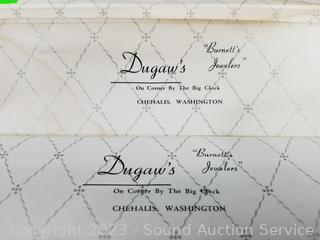 "Burnett's
Jewelers"
Dugaw's
On Corner By The Big Clock
CHEHALIS, WASHINGTON
"Burnett's
Jewelers"
Dugaw's
On Corner By The Big Clock
CHEHALIS, WASHINGTON
Copyright 2023 - Sound Auction Service